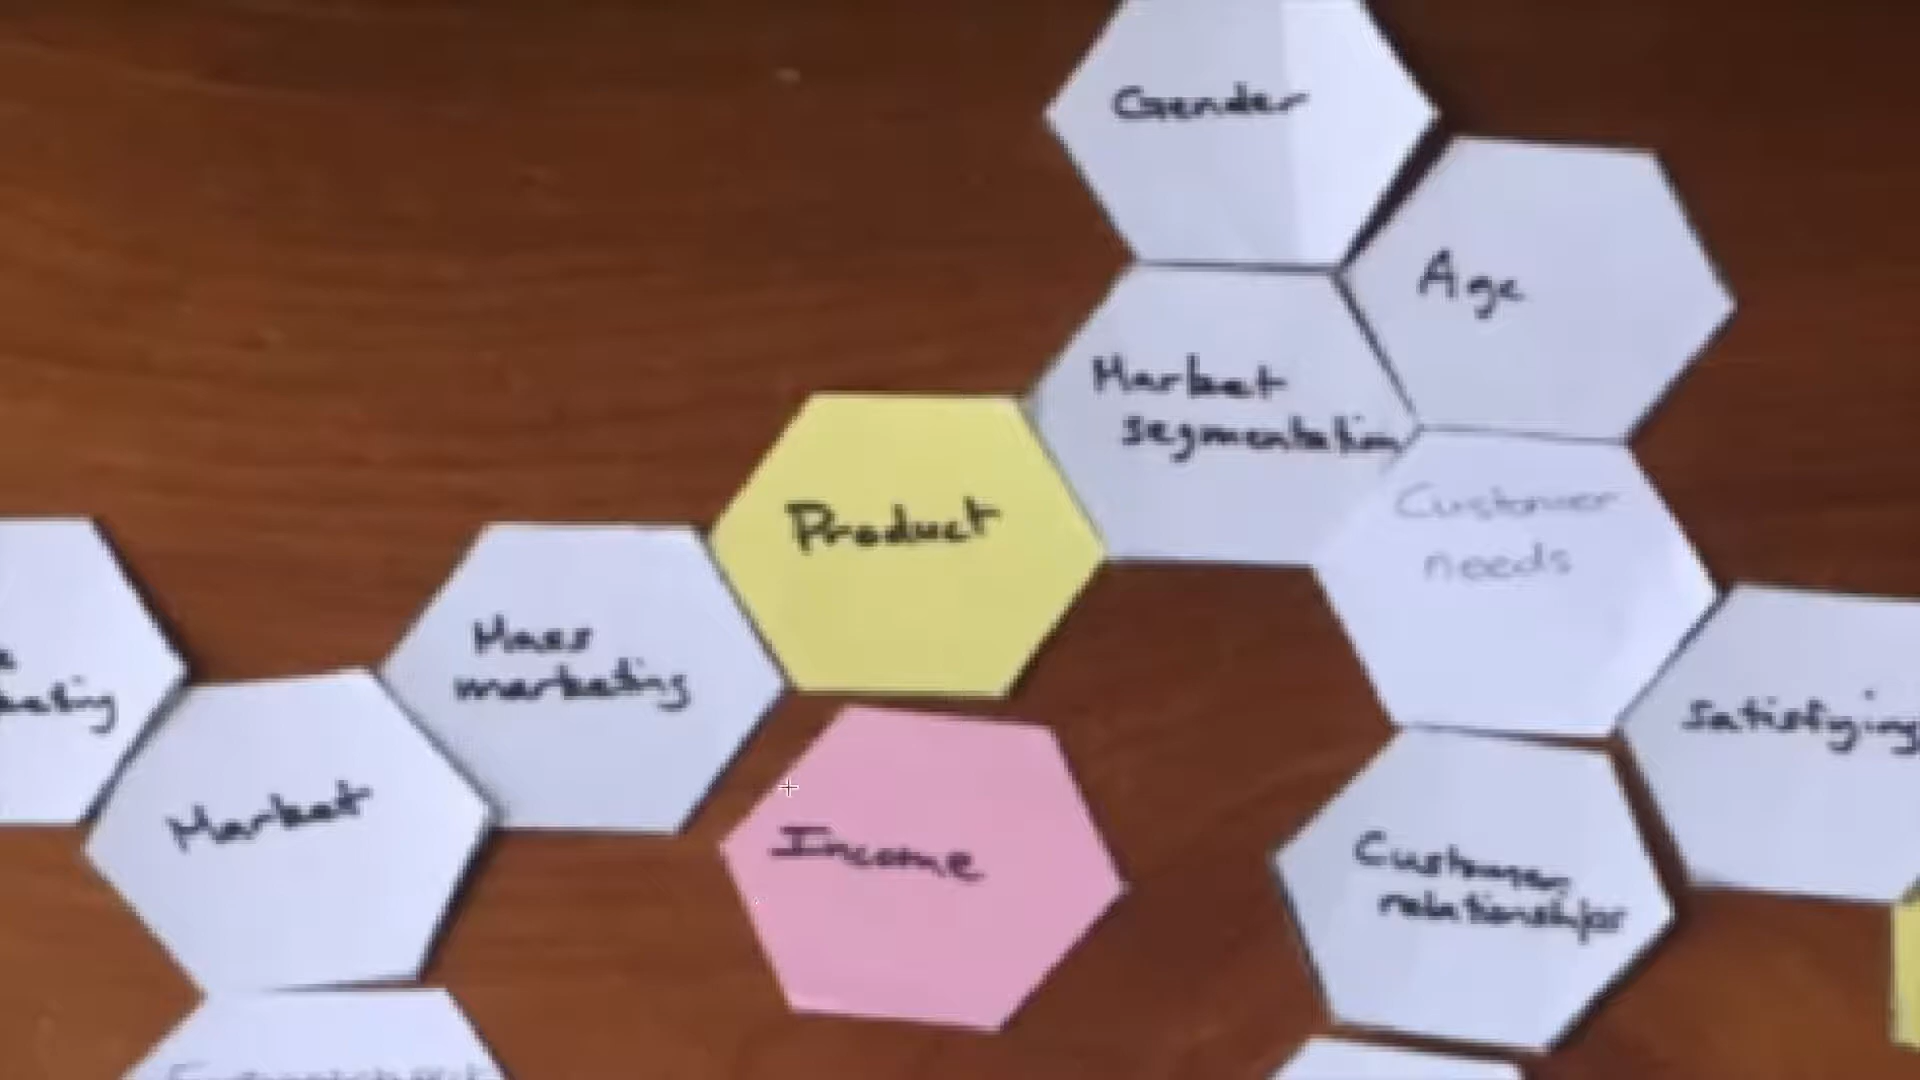 Gender
Age
Market
segmentation
Product
Customer
needs
Mass
marketing
Satisfying
Market
Income
Customer
relationships